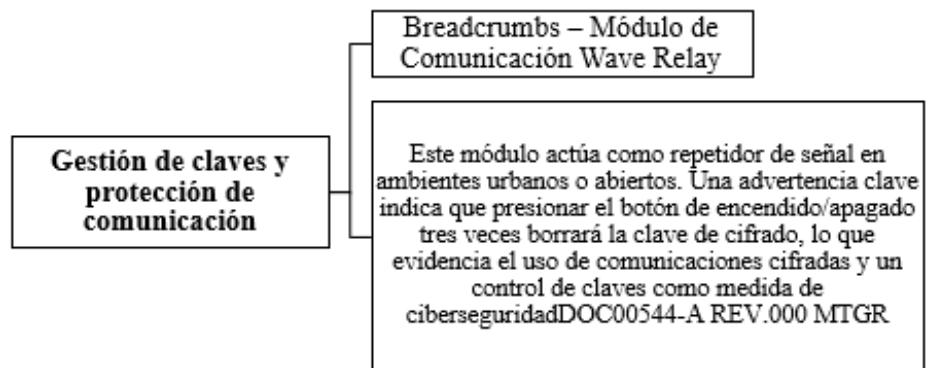 Breadcrumbs – Módulo de
Comunicación Wave Relay
Gestión de claves y
protección de
comunicación
Este módulo actúa como repetidor de señal en
ambientes urbanos o abiertos. Una advertencia clave
indica que presionar el botón de encendido/apagado
tres veces borrará la clave de cifrado, lo que
evidencia el uso de comunicaciones cifradas y un
control de claves como medida de
ciberseguridadDOC00544-A REV.000 MTGR